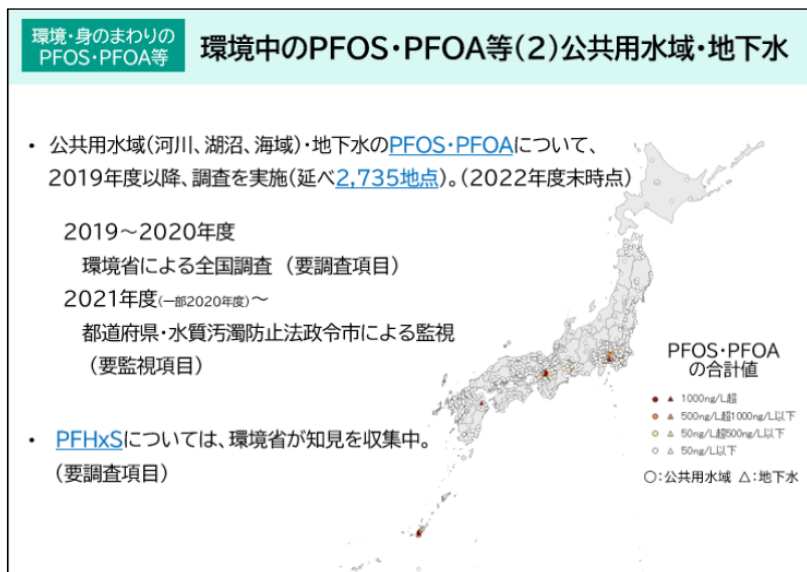 環境・身のまわりの
PFOS・PFOA等
環境中のPFOS・PFOA等(2)公共用水域・地下水
・ 公共用水域(河川、湖沼、海域)・地下水のPFOS・PFOAについて、
2019年度以降、調査を実施(延べ2,735地点)。(2022年度末時点)
2019～2020年度
環境省による全国調査 (要調査項目)
2021年度(一部2020年度)～
都道府県・水質汚濁防止法政令市による監視
(要監視項目)
・ PFHxSについては、環境省が知見を収集中。
(要調査項目)
PFOS・PFOA
の合計値
1000ng/L超
500ng/L超1000ng/L以下
50ng/L超500ng/L以下
50ng/L以下
○:公共用水域 △:地下水